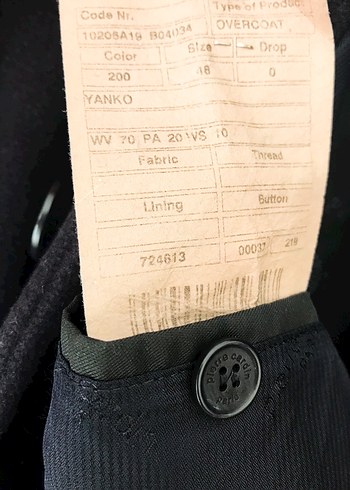 Code Nr. Type of Product
10206A19 B04034 OVERCOAT
Color Size Drop
200 48 0
YANKO
WV 70 PA 20 VS 10
Fabric Thread
Lining Button
724613 00037 219
pierre cardin
Paris